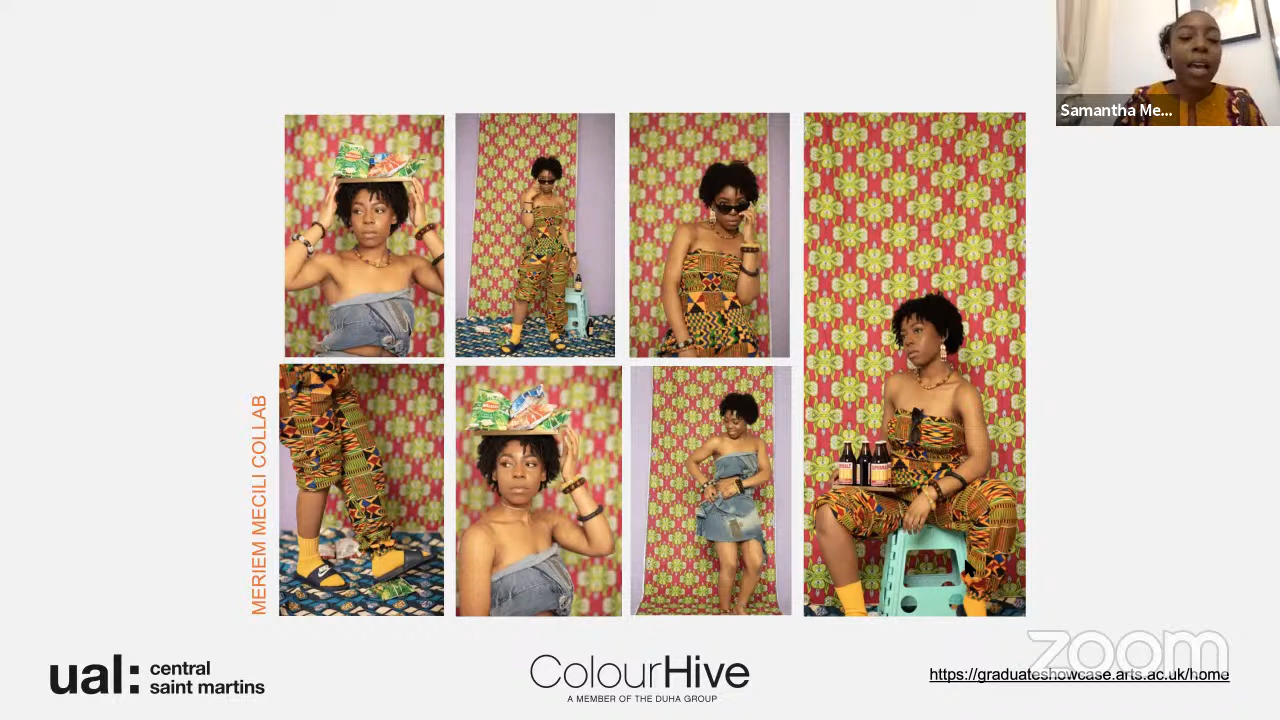 Samantha Me...
MERIEM MECILI COLLAB
ual:
central
saint martins
ColourHive
A MEMBER OF THE DUHA GROUP
zoom
https://graduateshowcase.arts.ac.uk/home